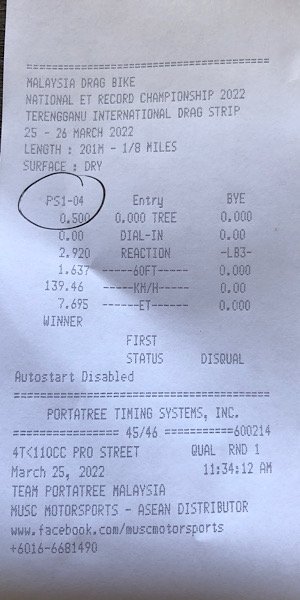 ==========================================
MALAYSIA DRAG BIKE
NATIONAL ET RECORD CHAMPIONSHIP 2022
TERENGGANU INTERNATIONAL DRAG STRIP
25 - 26 MARCH 2022
LENGTH : 201M - 1/8 MILES
SURFACE : DRY
==========================================
PS1-04 Entry BYE
0.500 0.000 TREE 0.000
0.00 DIAL-IN 0.00
2.920 REACTION -LB3-
1.637 ------60FT------ 0.000
139.46 ------KM/H------ 0.00
7.695 -------ET------- 0.000
WINNER
FIRST
STATUS DISQUAL
Autostart Disabled
==========================================
PORTATREE TIMING SYSTEMS, INC.
================ 45/46 ===========600214
4T<110CC PRO STREET QUAL RND 1
March 25, 2022 11:34:12 AM
TEAM PORTATREE MALAYSIA
MUSC MOTORSPORTS - ASEAN DISTRIBUTOR
www.facebook.com/muscmotorsports
+6016-6681490